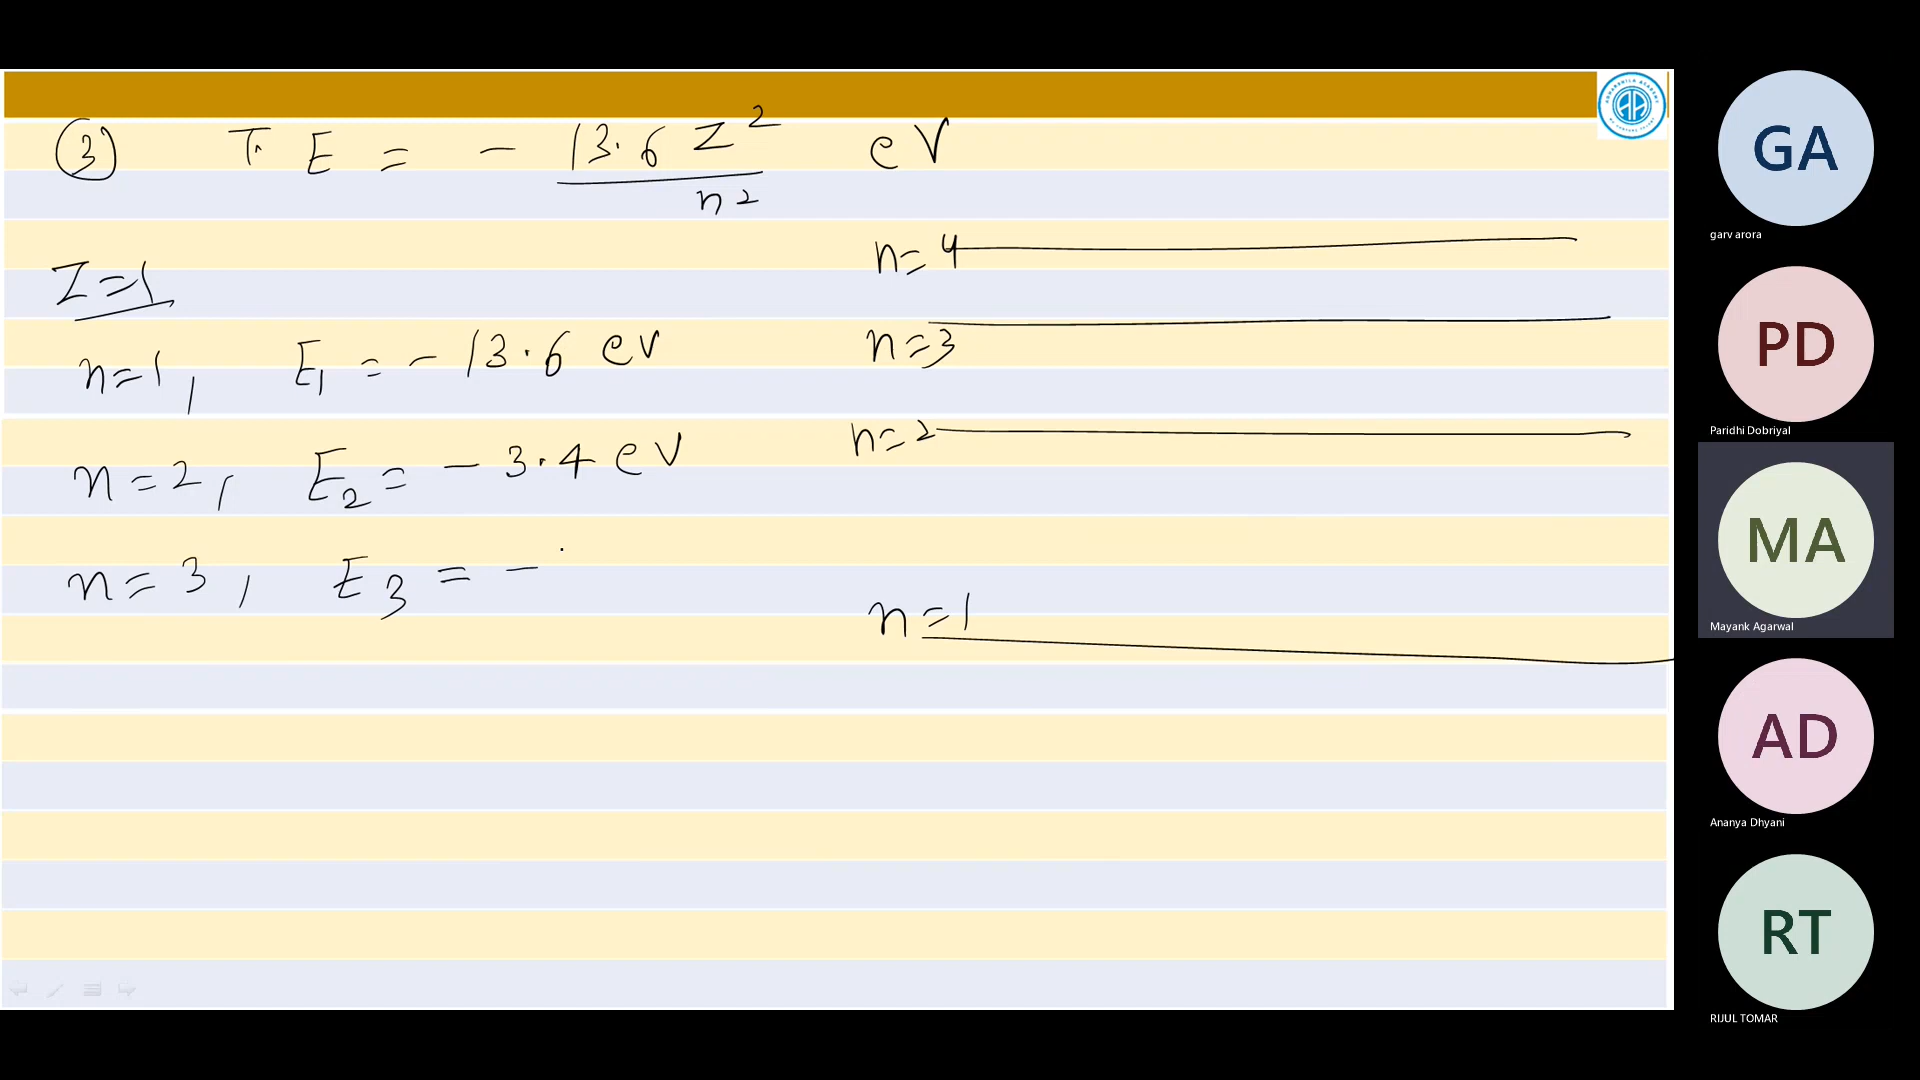 ③ T. E = - 13.6 Z² / n² eV
Z=1
n=1, E₁ = - 13.6 eV
n=2, E₂ = - 3.4 eV
n=3, E3 = -
n=4
n=3
n=2
n=1
GA
garv arora
PD
Paridhi Dobriyal
MA
Mayank Agarwal
AD
Ananya Dhyani
RT
RIJUL TOMAR